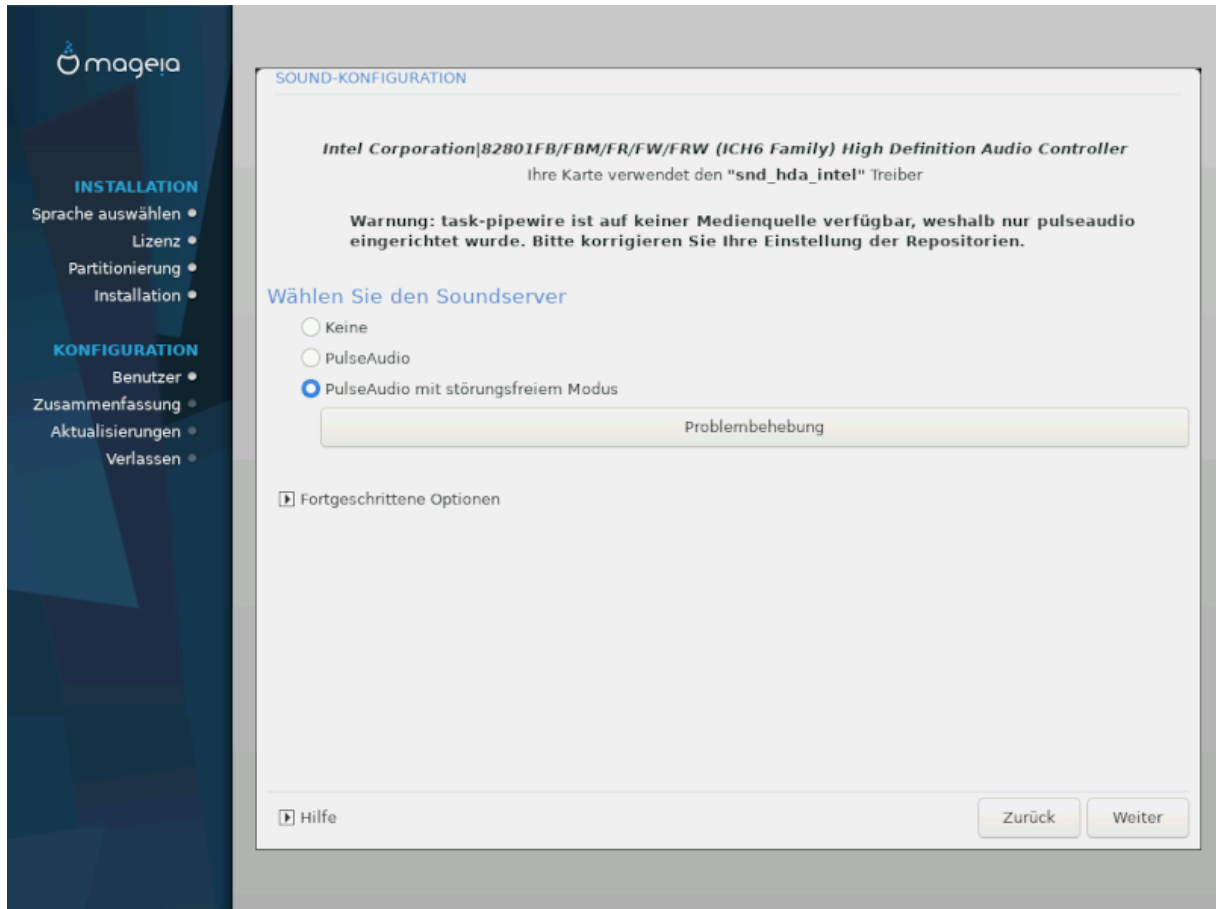 mageia
INSTALLATION
Sprache auswählen
Lizenz
Partitionierung
Installation
KONFIGURATION
Benutzer
Zusammenfassung
Aktualisierungen
Verlassen
SOUND-KONFIGURATION
Intel Corporation|82801FB/FBM/FR/FW/FRW (ICH6 Family) High Definition Audio Controller
Ihre Karte verwendet den "snd_hda_intel" Treiber
Warnung: task-pipewire ist auf keiner Medienquelle verfügbar, weshalb nur pulseaudio
eingerichtet wurde. Bitte korrigieren Sie Ihre Einstellung der Repositorien.
Wählen Sie den Soundserver
Keine
PulseAudio
PulseAudio mit störungsfreiem Modus
Problembehebung
Fortgeschrittene Optionen
Hilfe
Zurück
Weiter